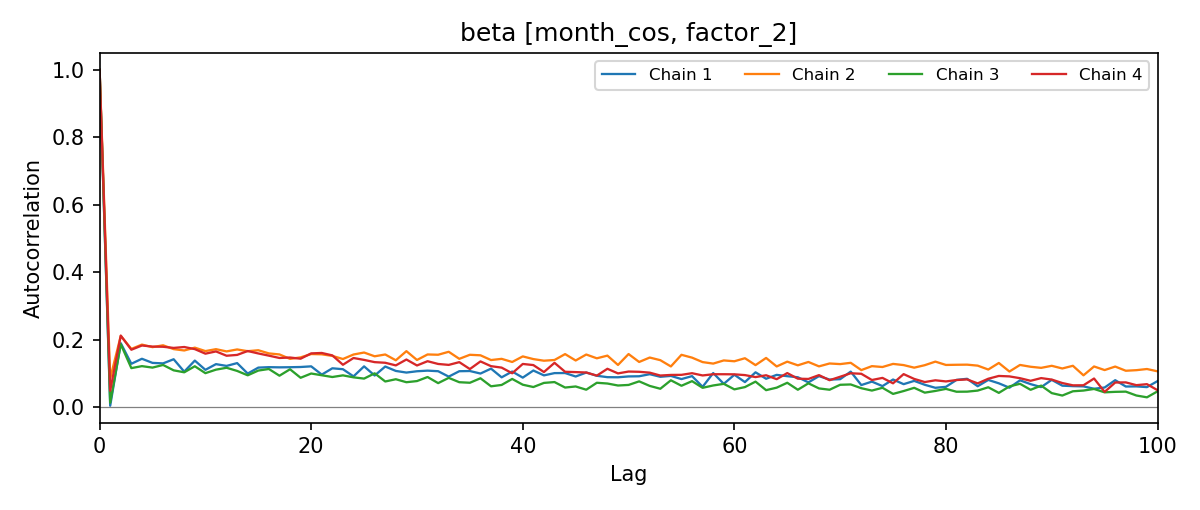 beta [month_cos, factor_2]
Chain 1 Chain 2 Chain 3 Chain 4
Autocorrelation
1.0
0.8
0.6
0.4
0.2
0.0
0 20 40 60 80 100
Lag